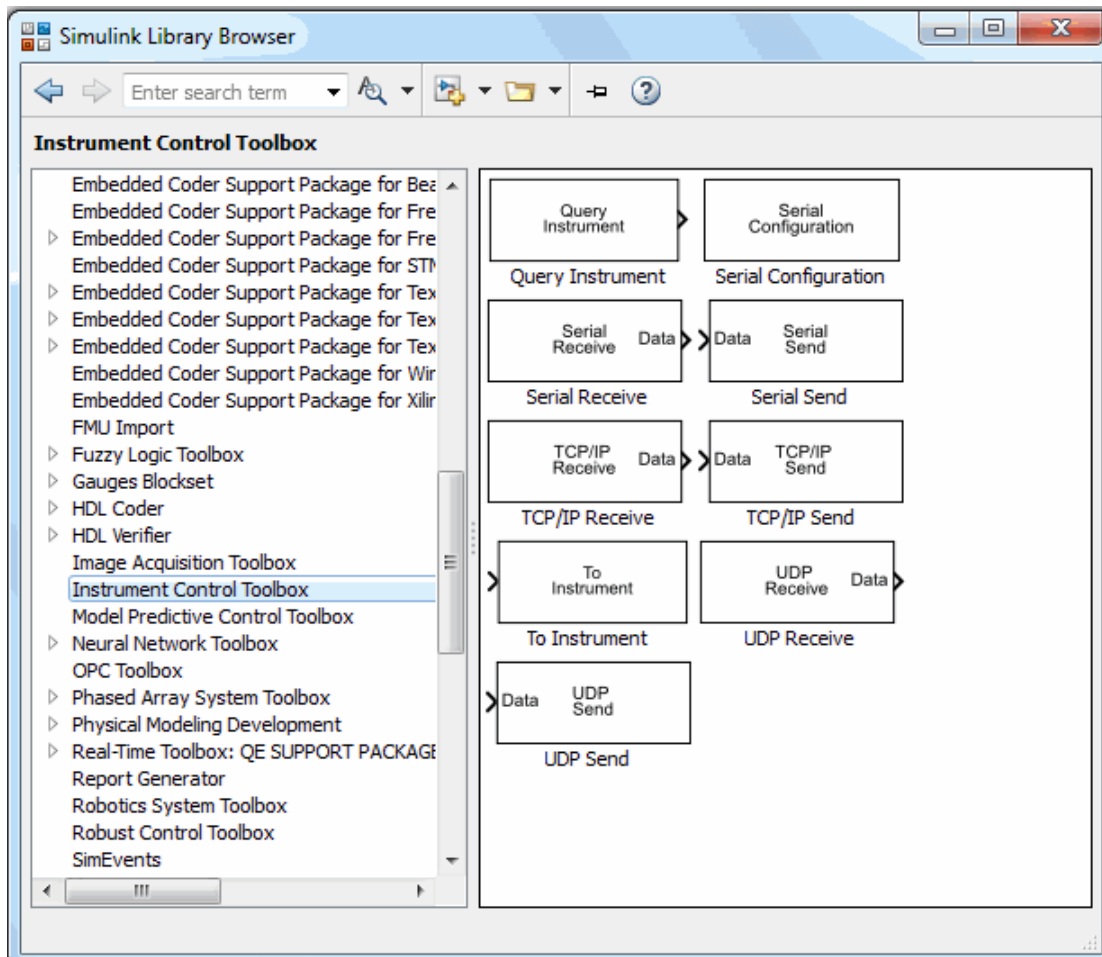 Simulink Library Browser
Enter search term
Instrument Control Toolbox
Embedded Coder Support Package for Bea
Embedded Coder Support Package for Fre
Embedded Coder Support Package for Fre
Embedded Coder Support Package for STM
Embedded Coder Support Package for Tex
Embedded Coder Support Package for Tex
Embedded Coder Support Package for Tex
Embedded Coder Support Package for Wir
Embedded Coder Support Package for Xilin
FMU Import
Fuzzy Logic Toolbox
Gauges Blockset
HDL Coder
HDL Verifier
Image Acquisition Toolbox
Instrument Control Toolbox
Model Predictive Control Toolbox
Neural Network Toolbox
OPC Toolbox
Phased Array System Toolbox
Physical Modeling Development
Real-Time Toolbox: QE SUPPORT PACKAGE
Report Generator
Robotics System Toolbox
Robust Control Toolbox
SimEvents
Query
Instrument
Query Instrument
Serial
Configuration
Serial Configuration
Serial
Receive
Data
Serial Receive
Data
Serial
Send
Serial Send
TCP/IP
Receive
Data
TCP/IP Receive
Data
TCP/IP
Send
TCP/IP Send
To
Instrument
To Instrument
UDP
Receive
Data
UDP Receive
Data
UDP
Send
UDP Send